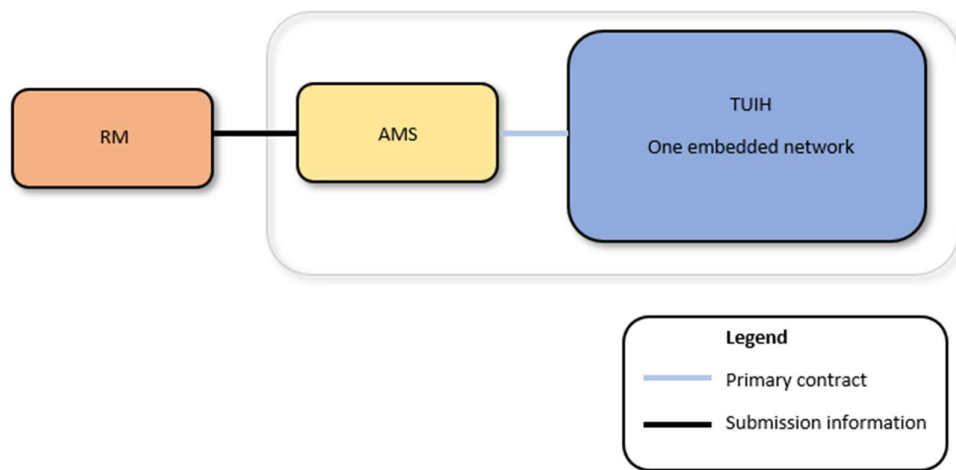 RM
AMS
TUIH
One embedded network
Legend
Primary contract
Submission information